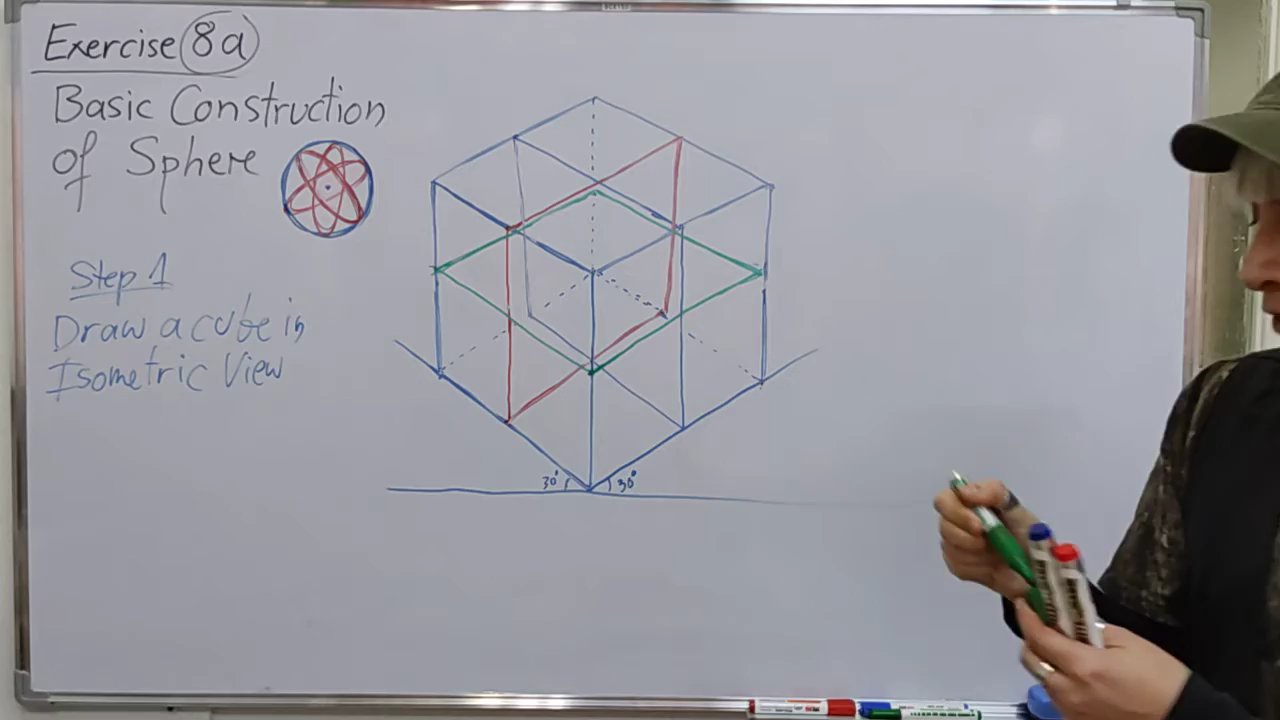 Exercise 8a
Basic Construction
of Sphere
Step 1
Draw a cube in
Isometric View
30° 30°